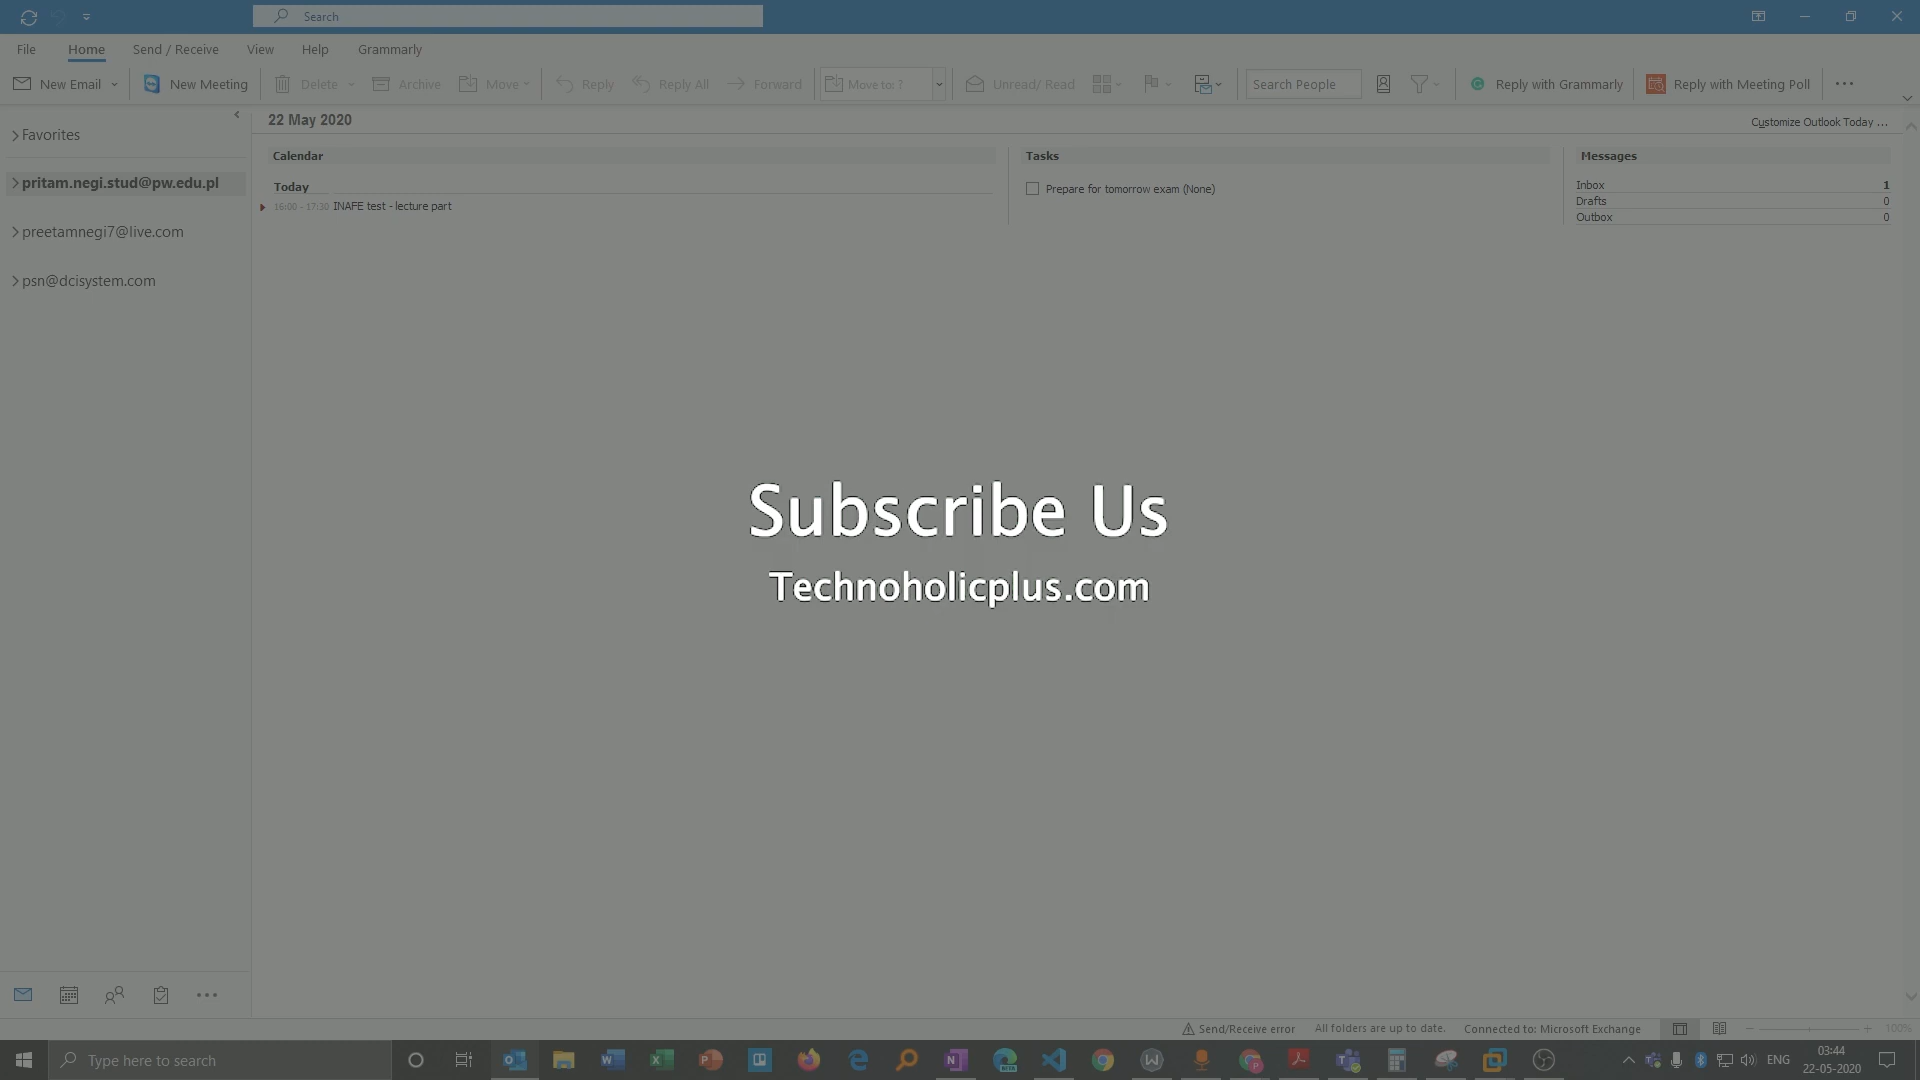 Search
File Home Send / Receive View Help Grammarly
New Email New Meeting Delete Archive Move Reply Reply All Forward Move to: ? Unread/ Read Search People Reply with Grammarly Reply with Meeting Poll
22 May 2020
Customize Outlook Today ...
Favorites
Calendar Tasks Messages
pritam.negi.stud@pw.edu.pl
Today
Prepare for tomorrow exam (None)
Inbox 1
Drafts 0
16:00 - 17:30 INAFE test - lecture part
Outbox 0
preetamnegi7@live.com
psn@dcisystem.com
Subscribe Us
Technoholicplus.com
Send/Receive error All folders are up to date. Connected to: Microsoft Exchange 100%
Type here to search
ENG
03:44
22-05-2020